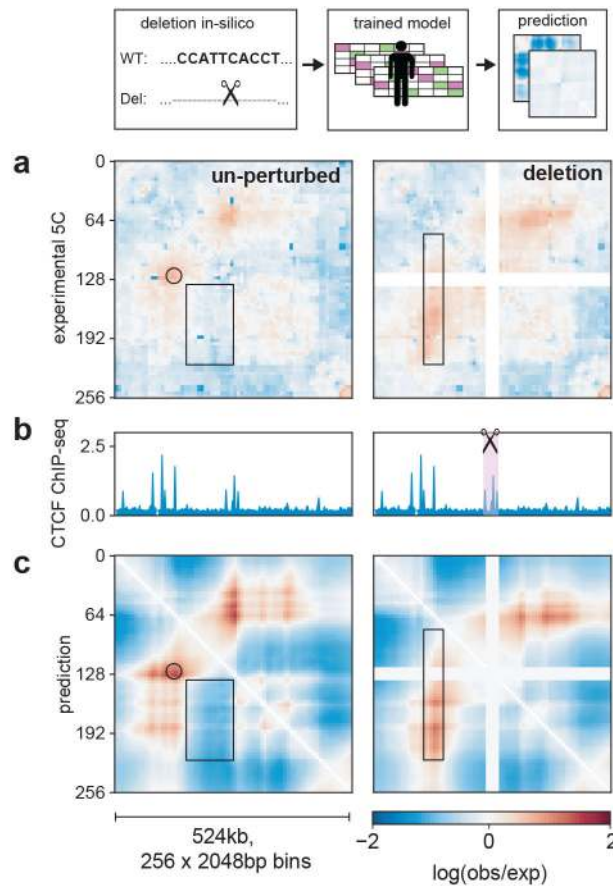 deletion in-silico
WT: ...CCATTCACCT...
Del: ...----------------------...
trained model
prediction
a
un-perturbed
deletion
experimental 5C
0
64
128
192
256
b
CTCF ChIP-seq
2.5
0.0
c
prediction
0
64
128
192
256
524kb,
256 x 2048bp bins
−2
0
2
log(obs/exp)